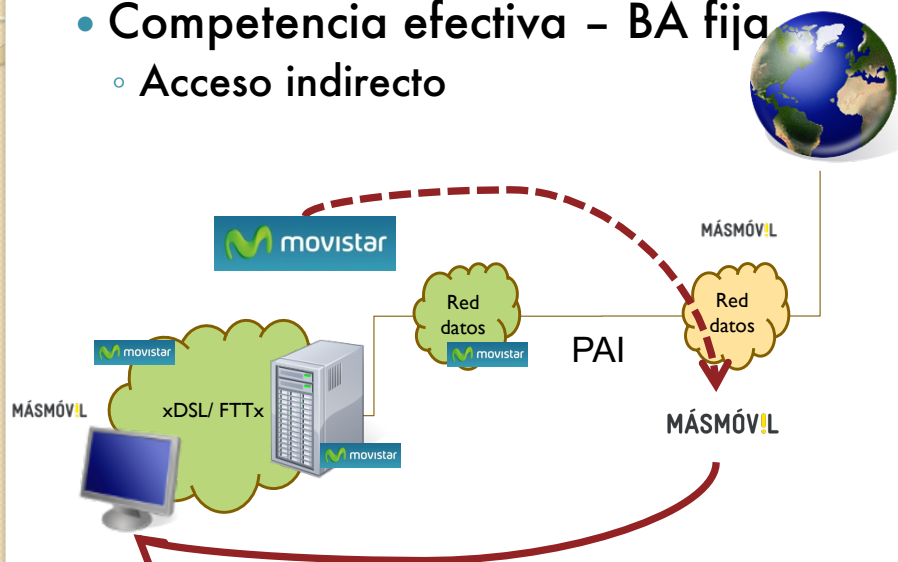 Competencia efectiva – BA fija
Acceso indirecto
movistar
MÁSMÓV!L
Red
datos
movistar
Red
datos
PAI
movistar
MÁSMÓV!L
xDSL/ FTTx
movistar
MÁSMÓV!L